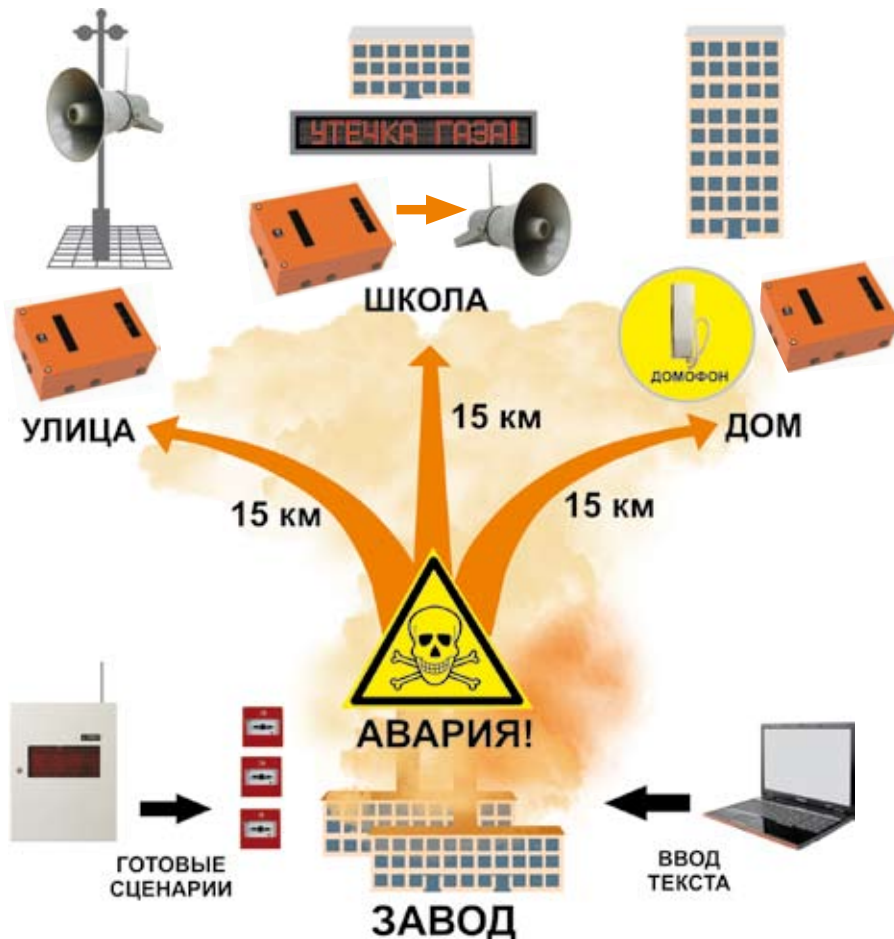 УТЕЧКА ГАЗА!
ШКОЛА
ДОМОФОН
УЛИЦА
15 км
ДОМ
15 км
15 км
АВАРИЯ!
ГОТОВЫЕ
СЦЕНАРИИ
ВВОД
ТЕКСТА
ЗАВОД